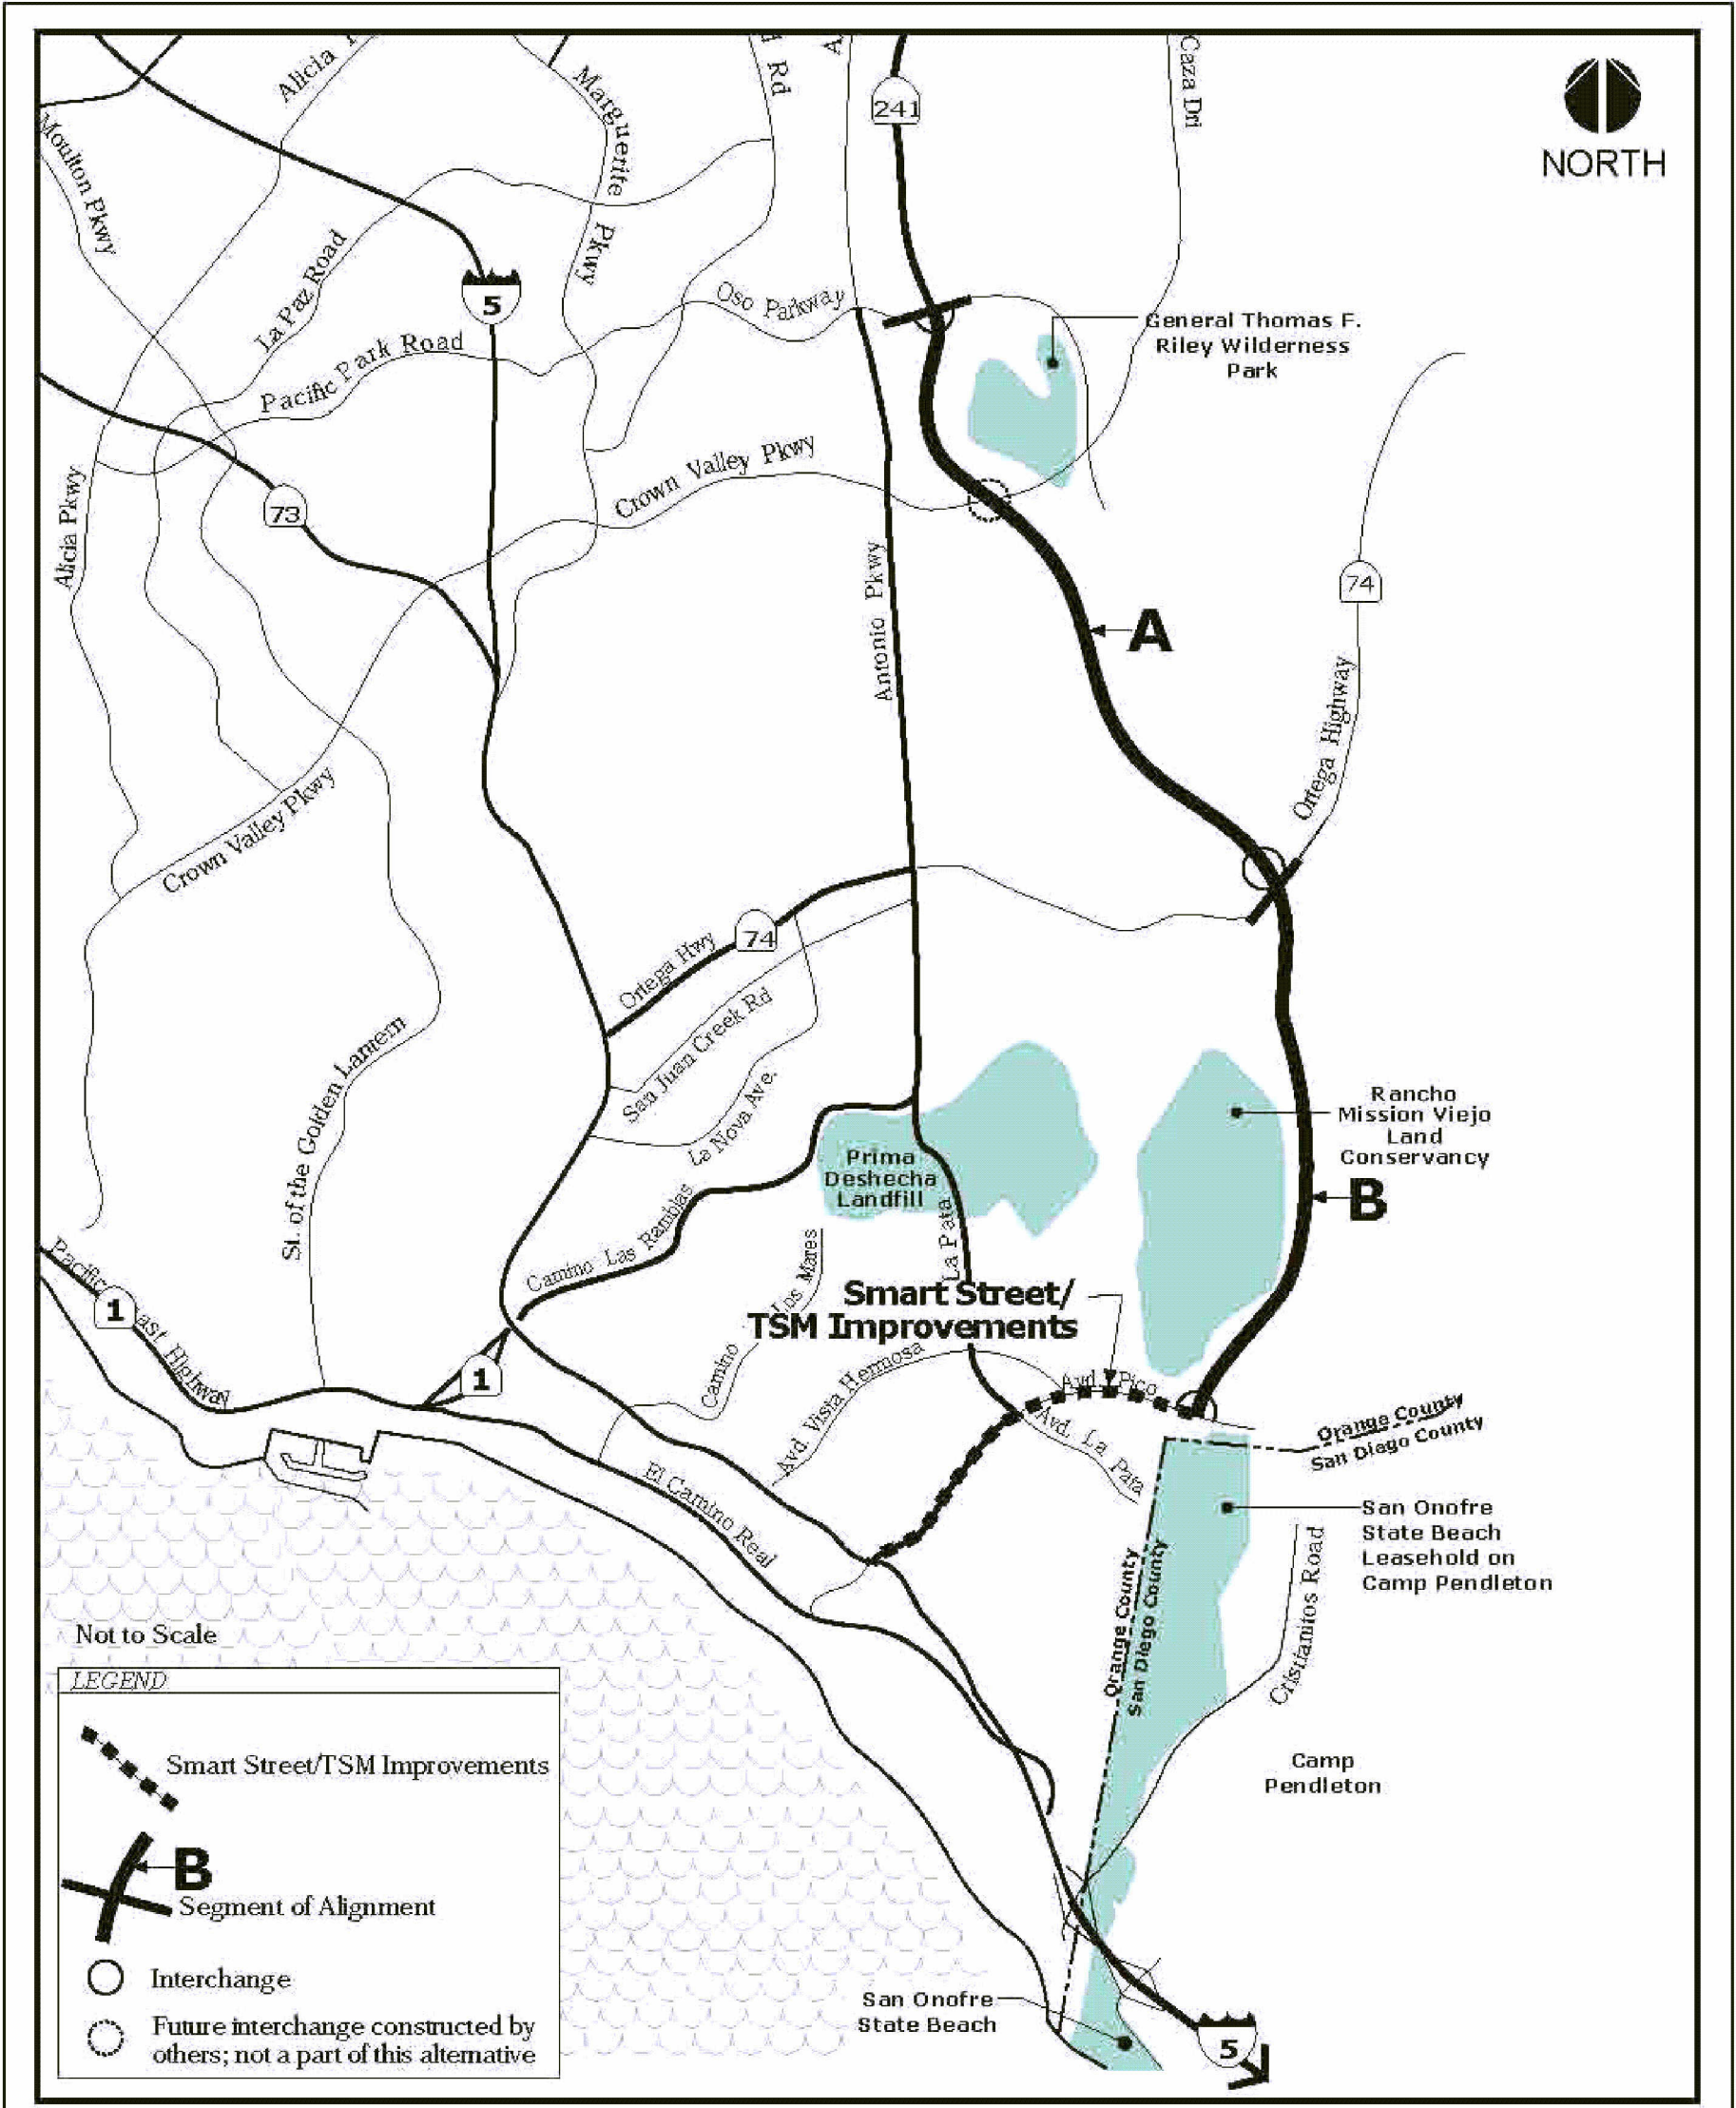 Alicia
Marguerite
Pkwy
Rd
A
241
Caza Dri
NORTH
Moulton Pkwy
La Paz Road
5
Oso Parkway
General Thomas F.
Riley Wilderness
Park
Pacific Park Road
Crown Valley Pkwy
Alicia Pkwy
73
74
Antonio Pkwy
A
Ortega Highway
Crown Valley Pkwy
Ortega Hwy
74
San Juan Creek Rd
St. of the Golden Lantern
La Nova Ave.
Rancho
Mission Viejo
Land
Conservancy
Prima
Deshecha
Landfill
B
La Pata
Camino Las Ramblas
Pacific
ast Highway
1
Camino Los Mares
Smart Street/
TSM Improvements
1
Avd. Vista Hermosa
Avd. Pico
Avd. La Pata
Orange County
San Diego County
El Camino Real
San Onofre
State Beach
Leasehold on
Camp Pendleton
Orange County
San Diego County
Cristianitos Road
Camp
Pendleton
Not to Scale
LEGEND
Smart Street/TSM Improvements
B
Segment of Alignment
Interchange
Future interchange constructed by
others; not a part of this alternative
San Onofre
State Beach
5